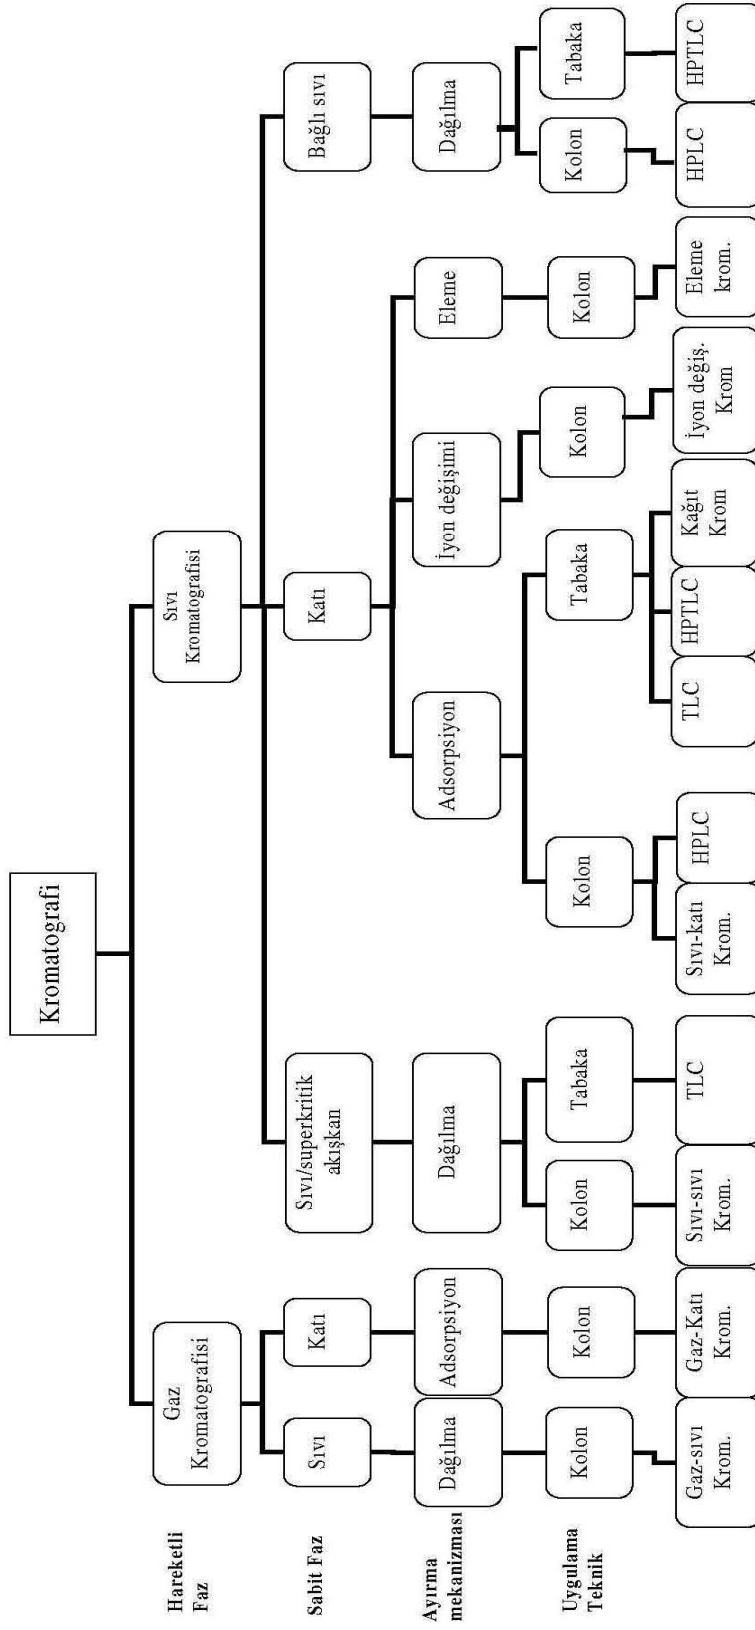 Kromatografi
Hareketli
Faz
Gaz
Kromatografisi
Sıvı
Kromatografisi
Sabit Faz
Sıvı
Katı
Sıvı/superkritik
akışkan
Katı
Bağlı sıvı
Ayırma
mekanizması
Dağılma
Adsorpsiyon
Dağılma
Adsorpsiyon
İyon değişimi
Eleme
Dağılma
Uygulama
Teknik
Kolon
Kolon
Kolon
Tabaka
Kolon
Tabaka
Kolon
Kolon
Kolon
Tabaka
Gaz-sıvı
Krom.
Gaz-Katı
Krom.
Sıvı-sıvı
Krom.
TLC
Sıvı-katı
Krom.
HPLC
TLC
HPTLC
Kağıt
Krom
İyon değiş.
Krom
Eleme
krom.
HPLC
HPTLC